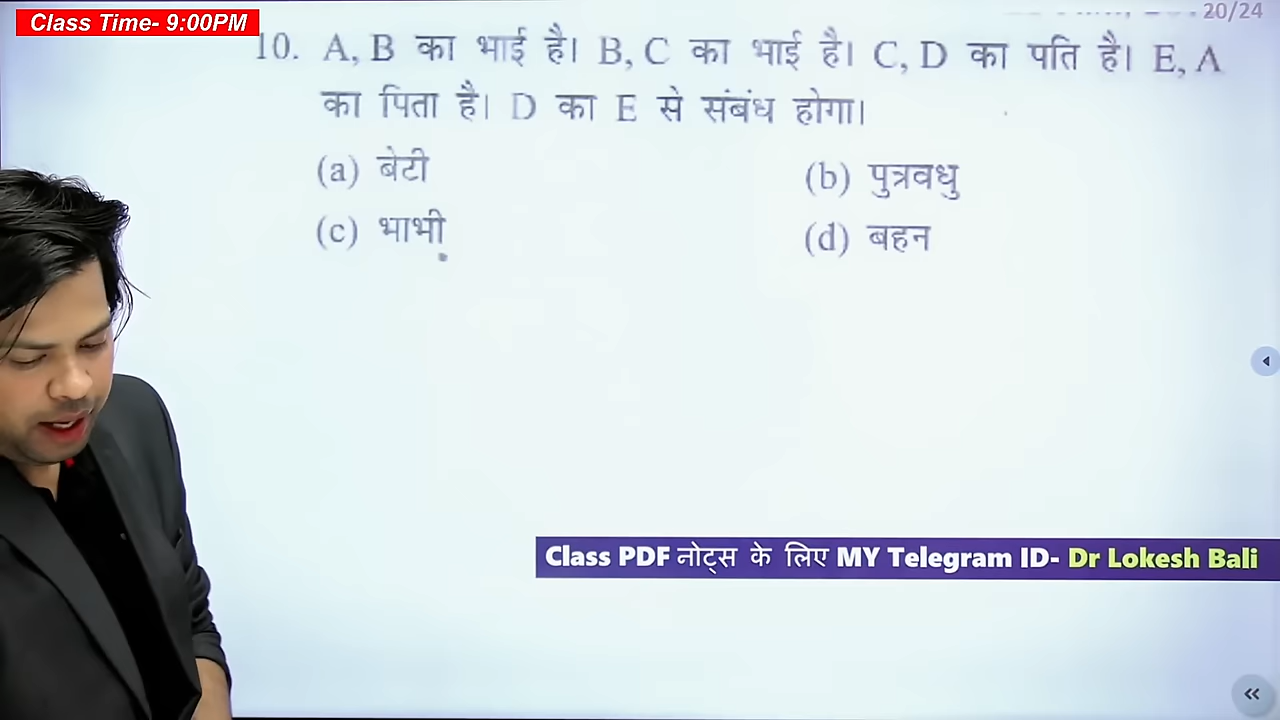 Class Time- 9:00PM
20/24
10. A, B का भाई है। B, C का भाई है। C, D का पति है। E, A
का पिता है। D का E से संबंध होगा।
(a) बेटी
(b) पुत्रवधु
(c) भाभी
(d) बहन
Class PDF नोट्स के लिए MY Telegram ID- Dr Lokesh Bali